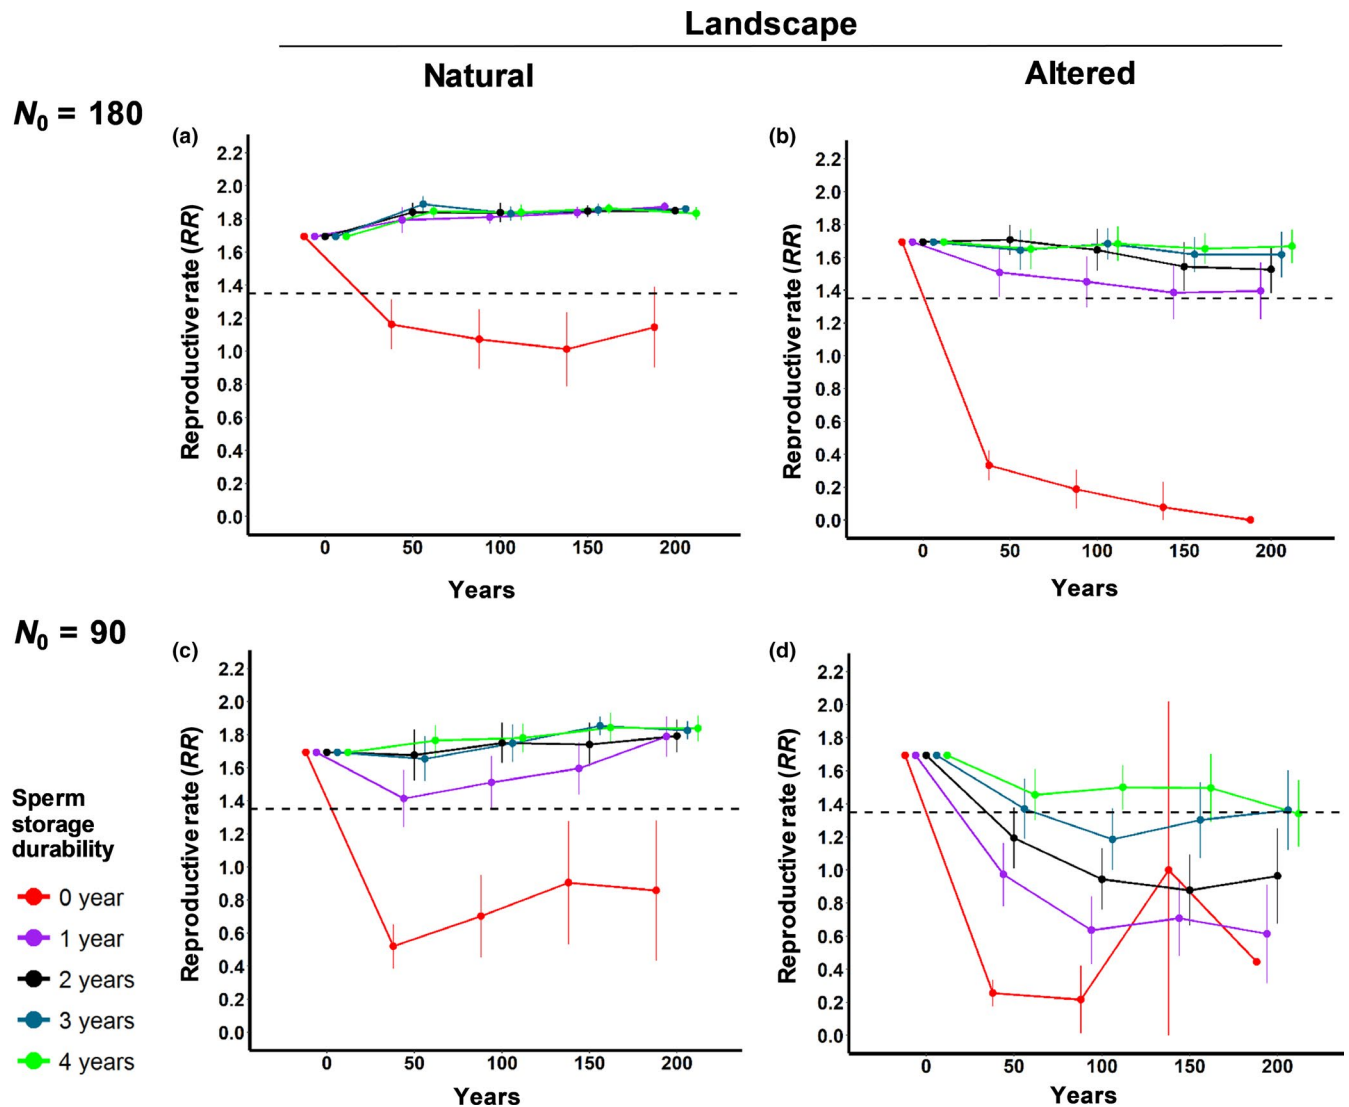 Landscape
Natural
Altered
N0 = 180
(a)
Reproductive rate (RR)
2.2
2.0
1.8
1.6
1.4
1.2
1.0
0.8
0.6
0.4
0.2
0.0
0 50 100 150 200
Years
(b)
Reproductive rate (RR)
2.2
2.0
1.8
1.6
1.4
1.2
1.0
0.8
0.6
0.4
0.2
0.0
0 50 100 150 200
Years
N0 = 90
(c)
Reproductive rate (RR)
2.2
2.0
1.8
1.6
1.4
1.2
1.0
0.8
0.6
0.4
0.2
0.0
0 50 100 150 200
Years
(d)
Reproductive rate (RR)
2.2
2.0
1.8
1.6
1.4
1.2
1.0
0.8
0.6
0.4
0.2
0.0
0 50 100 150 200
Years
Sperm
storage
durability
0 year
1 year
2 years
3 years
4 years